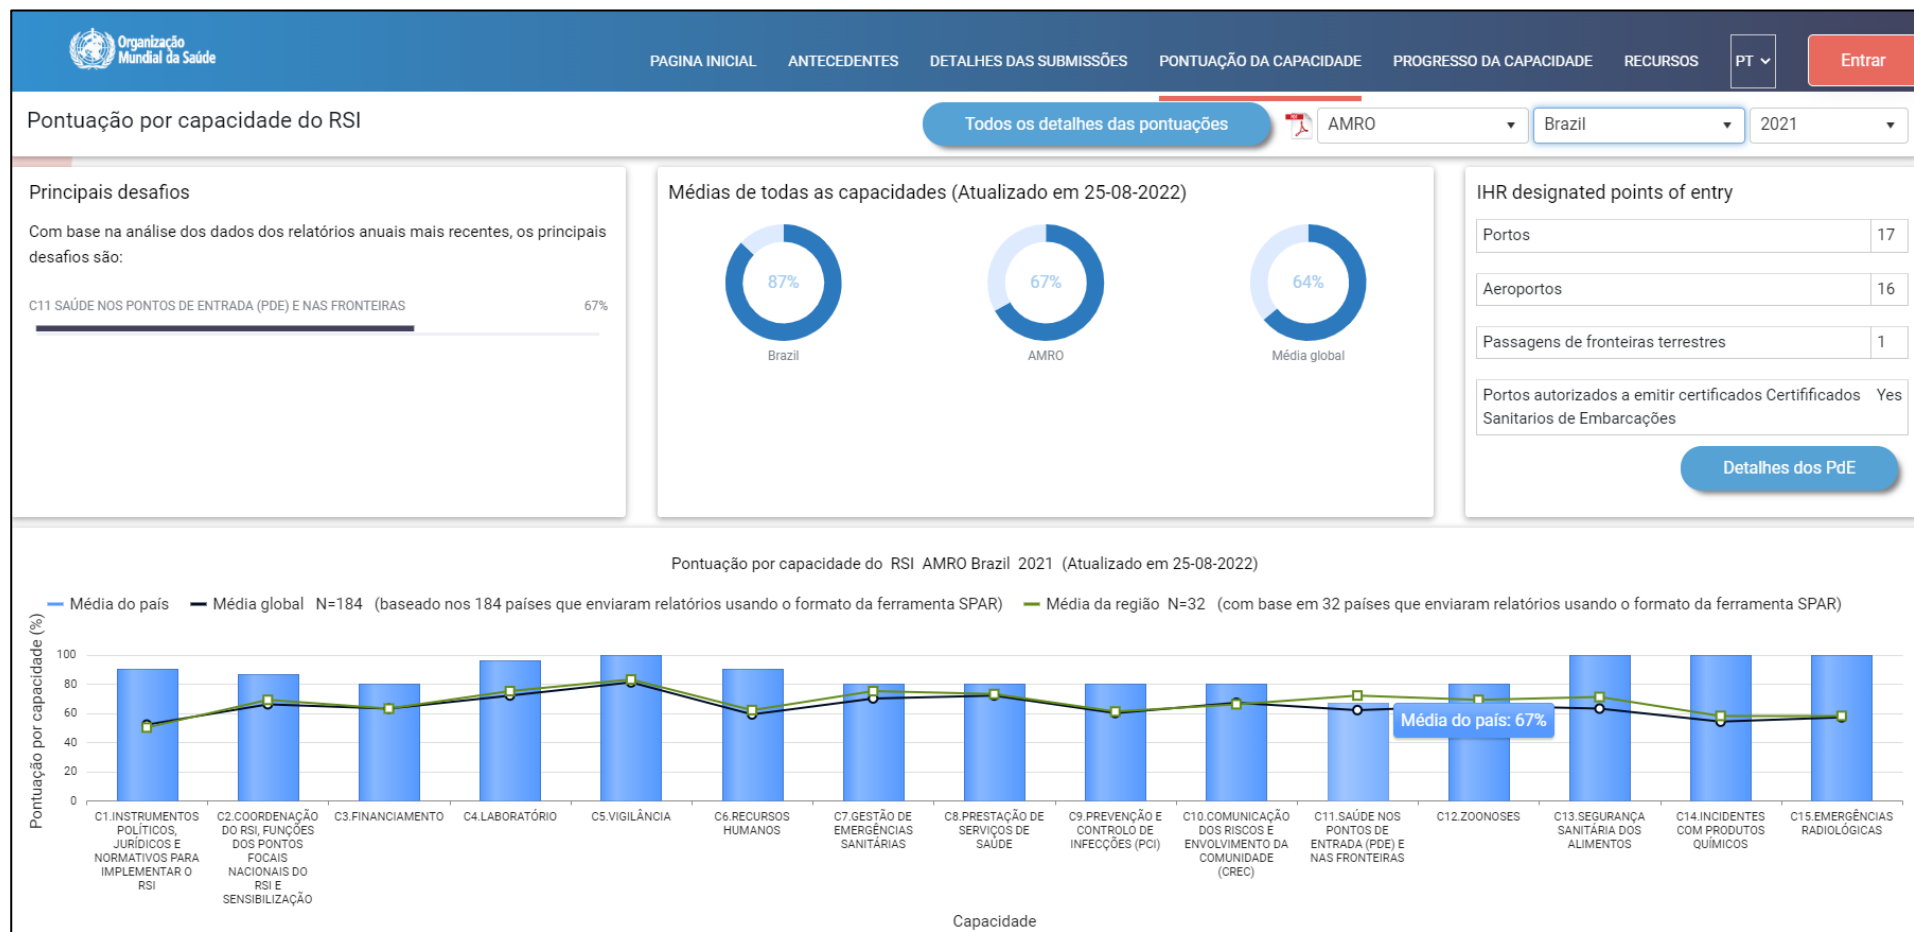 Organização
Mundial da Saúde
PAGINA INICIAL
ANTECEDENTES
DETALHES DAS SUBMISSÕES
PONTUAÇÃO DA CAPACIDADE
PROGRESSO DA CAPACIDADE
RECURSOS
PT
Entrar
Pontuação por capacidade do RSI
Todos os detalhes das pontuações
AMRO
Brazil
2021
Principais desafios
Com base na análise dos dados dos relatórios anuais mais recentes, os principais
desafios são:
C11 SAÚDE NOS PONTOS DE ENTRADA (PDE) E NAS FRONTEIRAS 67%
Médias de todas as capacidades (Atualizado em 25-08-2022)
87%
Brazil
67%
AMRO
64%
Média global
IHR designated points of entry
Portos 17
Aeroportos 16
Passagens de fronteiras terrestres 1
Portos autorizados a emitir certificados Certifificados Yes
Sanitarios de Embarcações
Detalhes dos PdE
Pontuação por capacidade do RSI AMRO Brazil 2021 (Atualizado em 25-08-2022)
Média do país
Média global N=184 (baseado nos 184 países que enviaram relatórios usando o formato da ferramenta SPAR)
Média da região N=32 (com base em 32 países que enviaram relatórios usando o formato da ferramenta SPAR)
Pontuação por capacidade (%)
100
80
60
40
20
0
Média do país: 67%
C1.INSTRUMENTOS
POLÍTICOS,
JURÍDICOS E
NORMATIVOS PARA
IMPLEMENTAR O
RSI
C2.COORDENAÇÃO
DO RSI, FUNÇÕES
DOS PONTOS
FOCAIS
NACIONAIS DO
RSI E
SENSIBILIZAÇÃO
C3.FINANCIAMENTO
C4.LABORATÓRIO
C5.VIGILÂNCIA
C6.RECURSOS
HUMANOS
C7.GESTÃO DE
EMERGÊNCIAS
SANITÁRIAS
C8.PRESTAÇÃO DE
SERVIÇOS DE
SAÚDE
C9.PREVENÇÃO E
CONTROLO DE
INFECÇÕES (PCI)
C10.COMUNICAÇÃO
DOS RISCOS E
ENVOLVIMENTO DA
COMUNIDADE
(CREC)
C11.SAÚDE NOS
PONTOS DE
ENTRADA (PDE) E
NAS FRONTEIRAS
C12.ZOONOSES
C13.SEGURANÇA
SANITÁRIA DOS
ALIMENTOS
C14.INCIDENTES
COM PRODUTOS
QUÍMICOS
C15.EMERGÊNCIAS
RADIOLÓGICAS
Capacidade